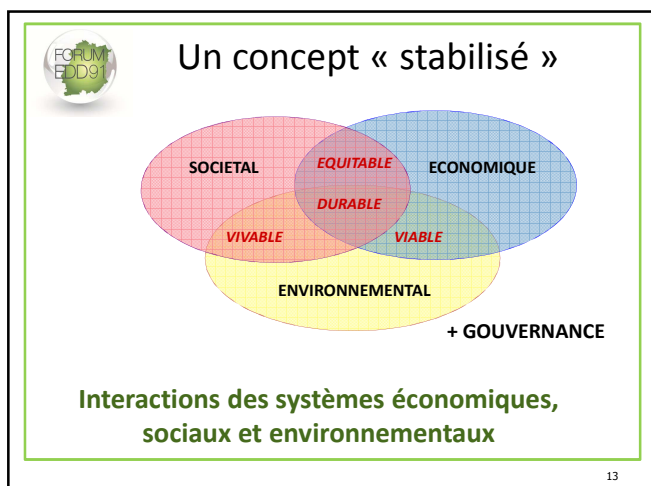 FORUM
EDD91
Un concept « stabilisé »
SOCIETAL
EQUITABLE
ECONOMIQUE
DURABLE
VIVABLE
VIABLE
ENVIRONNEMENTAL
+ GOUVERNANCE
Interactions des systèmes économiques,
sociaux et environnementaux
13